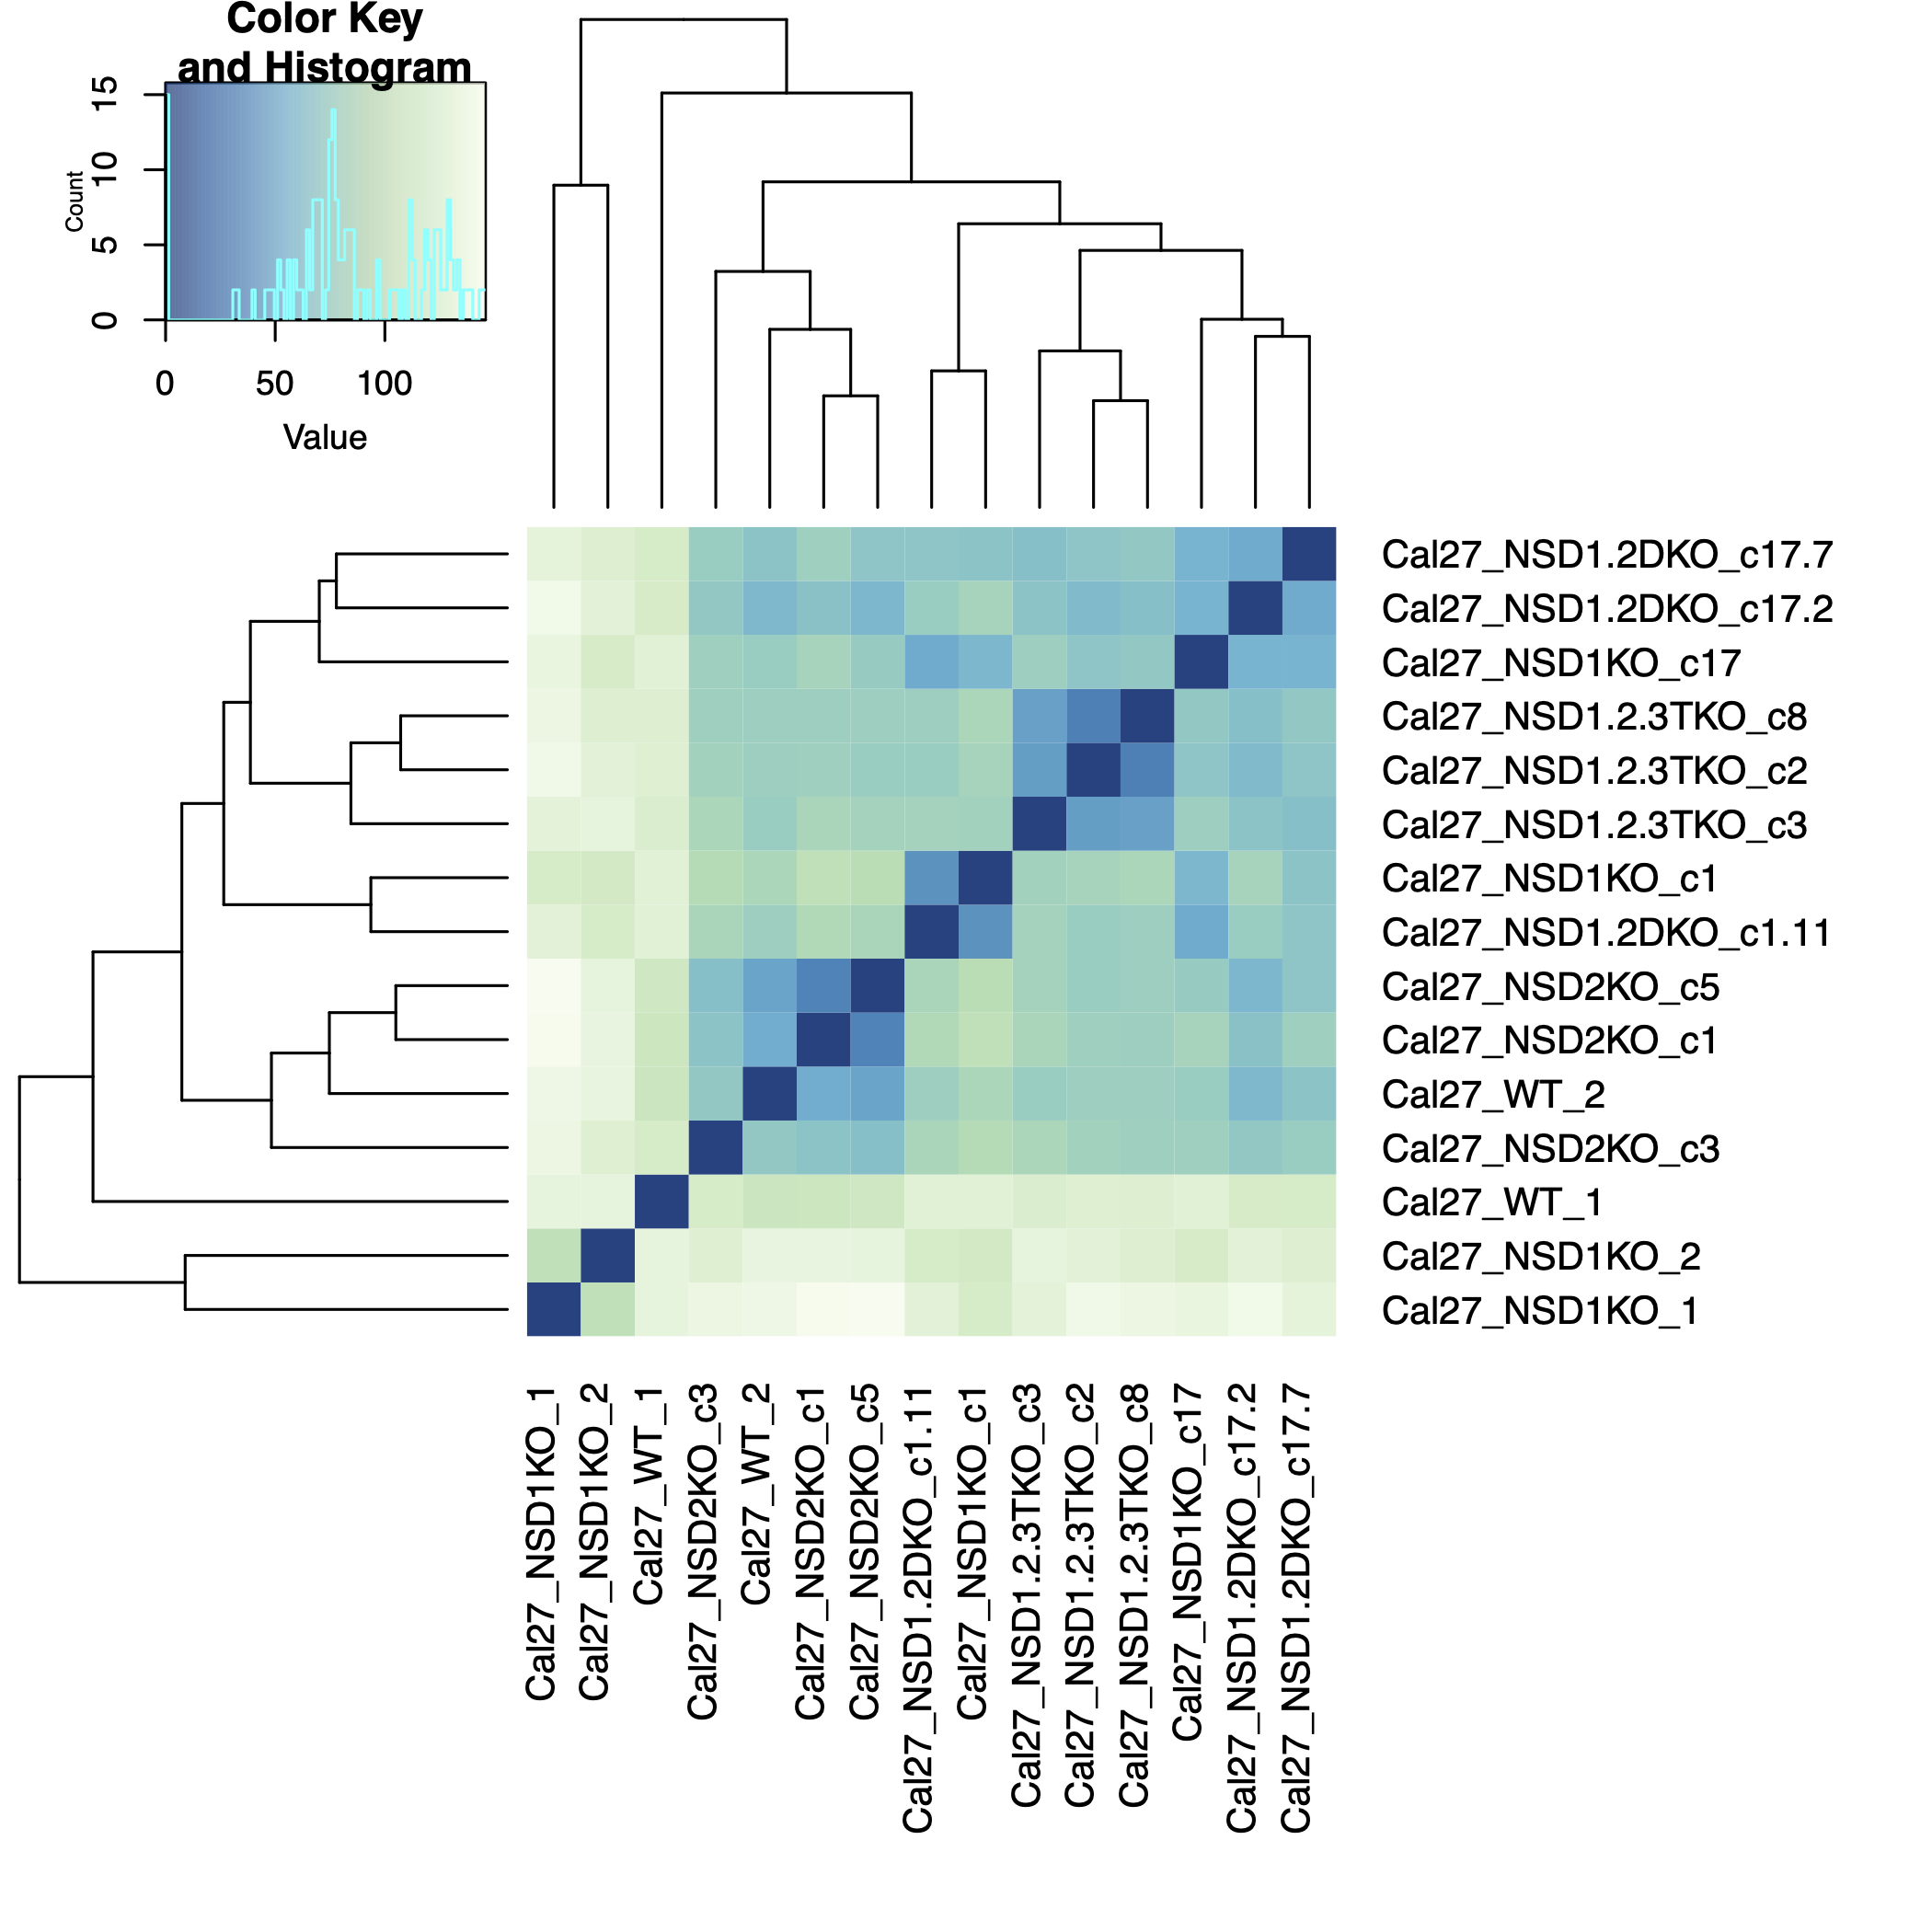 Color Key
and Histogram
Count
0 5 10 15
0 50 100
Value
Cal27_NSD1.2DKO_c17.7
Cal27_NSD1.2DKO_c17.2
Cal27_NSD1KO_c17
Cal27_NSD1.2.3TKO_c8
Cal27_NSD1.2.3TKO_c2
Cal27_NSD1.2.3TKO_c3
Cal27_NSD1KO_c1
Cal27_NSD1.2DKO_c1.11
Cal27_NSD2KO_c5
Cal27_NSD2KO_c1
Cal27_WT_2
Cal27_NSD2KO_c3
Cal27_WT_1
Cal27_NSD1KO_2
Cal27_NSD1KO_1
Cal27_NSD1KO_1
Cal27_NSD1KO_2
Cal27_WT_1
Cal27_NSD2KO_c3
Cal27_WT_2
Cal27_NSD2KO_c1
Cal27_NSD2KO_c5
Cal27_NSD1.2DKO_c1.11
Cal27_NSD1KO_c1
Cal27_NSD1.2.3TKO_c3
Cal27_NSD1.2.3TKO_c2
Cal27_NSD1.2.3TKO_c8
Cal27_NSD1KO_c17
Cal27_NSD1.2DKO_c17.2
Cal27_NSD1.2DKO_c17.7